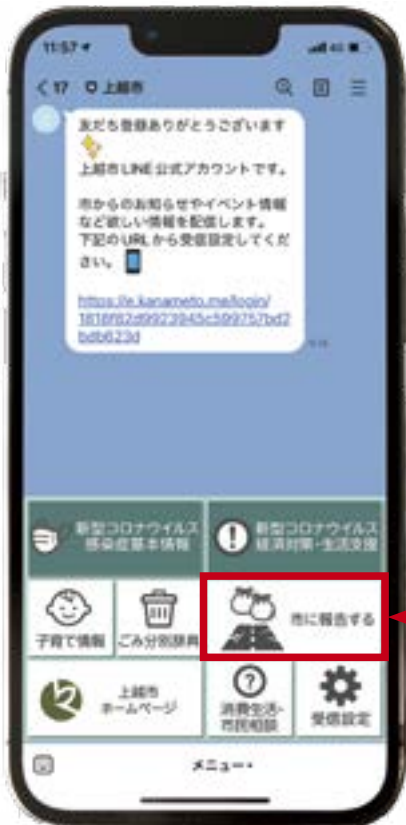 11:57
17 上越市
友だち登録ありがとうございます
上越市LINE公式アカウントです。
市からのお知らせやイベント情報
など欲しい情報を配信します。
下記のURLから受信設定してくだ
さい。
https://e.kanameto.me/login/
1818f82d9923945c599757bd2
bdb623d
新型コロナウイルス
感染症基本情報
新型コロナウイルス
経済対策・生活支援
子育て情報
ごみ分別辞典
市に報告する
上越市
ホームページ
消費生活・
市民相談
受信設定
メニュー